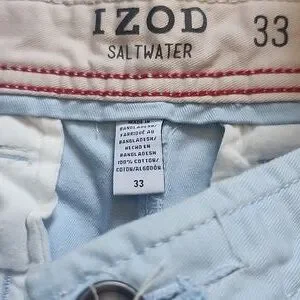 IZOD
33
SALTWATER
MADE IN
BANGLADESH/
FABRIQUÉ AU
BANGLADESH/
HECHO EN
BANGLADESH
100% COTTON/
COTON/ALGODÓN
33